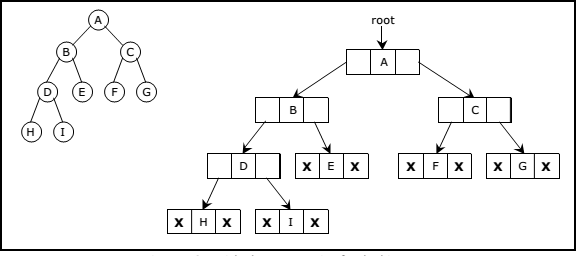 A
B C
D E F G
H I
root
A
B C
D X E X X F X X G X
X H X X I X